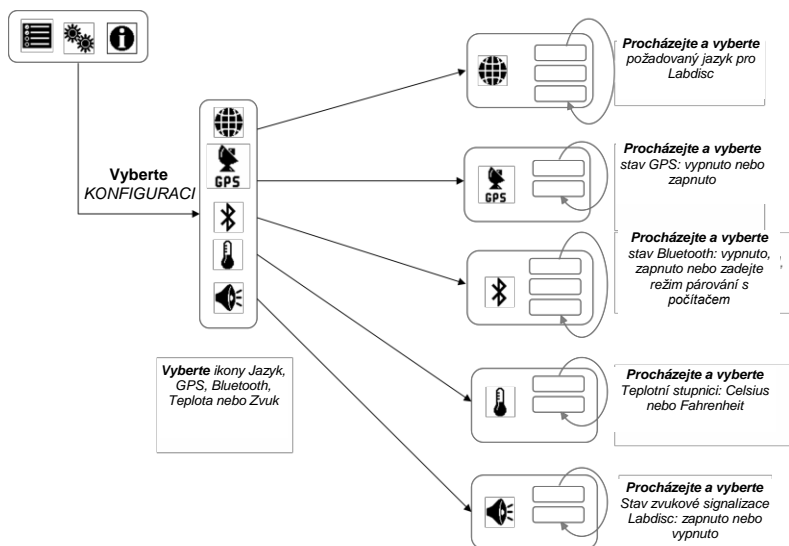 Vyberte
KONFIGURACI
GPS
Vyberte ikony Jazyk,
GPS, Bluetooth,
Teplota nebo Zvuk
Procházejte a vyberte
požadovaný jazyk pro
Labdisc
GPS
Procházejte a vyberte
stav GPS: vypnuto nebo
zapnuto
Procházejte a vyberte
stav Bluetooth: vypnuto,
zapnuto nebo zadejte
režim párování s
počítačem
Procházejte a vyberte
Teplotní stupnici: Celsius
nebo Fahrenheit
Procházejte a vyberte
Stav zvukové signalizace
Labdisc: zapnuto nebo
vypnuto